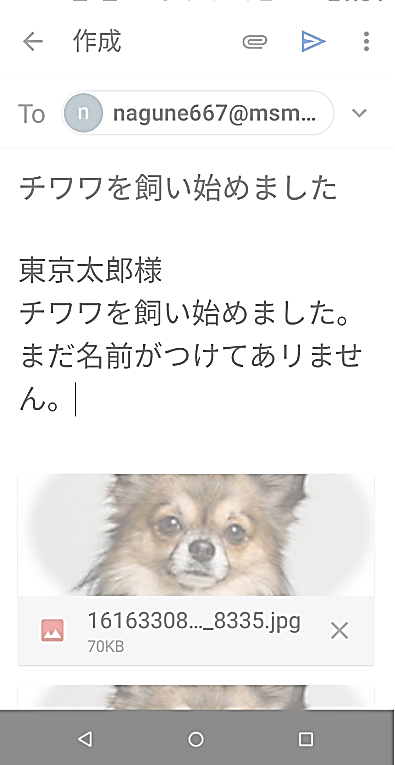 作成
To
n
nagune667@msm...
チワワを飼い始めました
東京太郎様
チワワを飼い始めました。
まだ名前がつけてあリませ
ん。
16163308..._8335.jpg
70KB